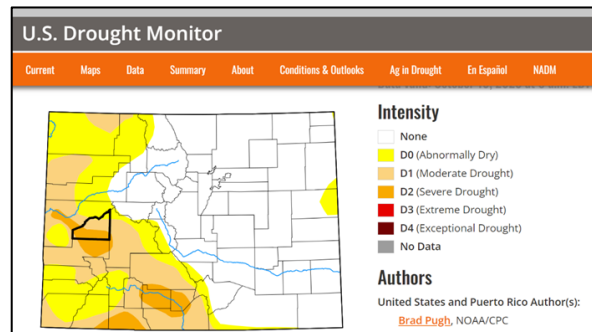 U.S. Drought Monitor
Current Maps Data Summary About Conditions & Outlooks Ag in Drought En Español NADM
Intensity
None
D0 (Abnormally Dry)
D1 (Moderate Drought)
D2 (Severe Drought)
D3 (Extreme Drought)
D4 (Exceptional Drought)
No Data
Authors
United States and Puerto Rico Author(s):
Brad Pugh, NOAA/CPC